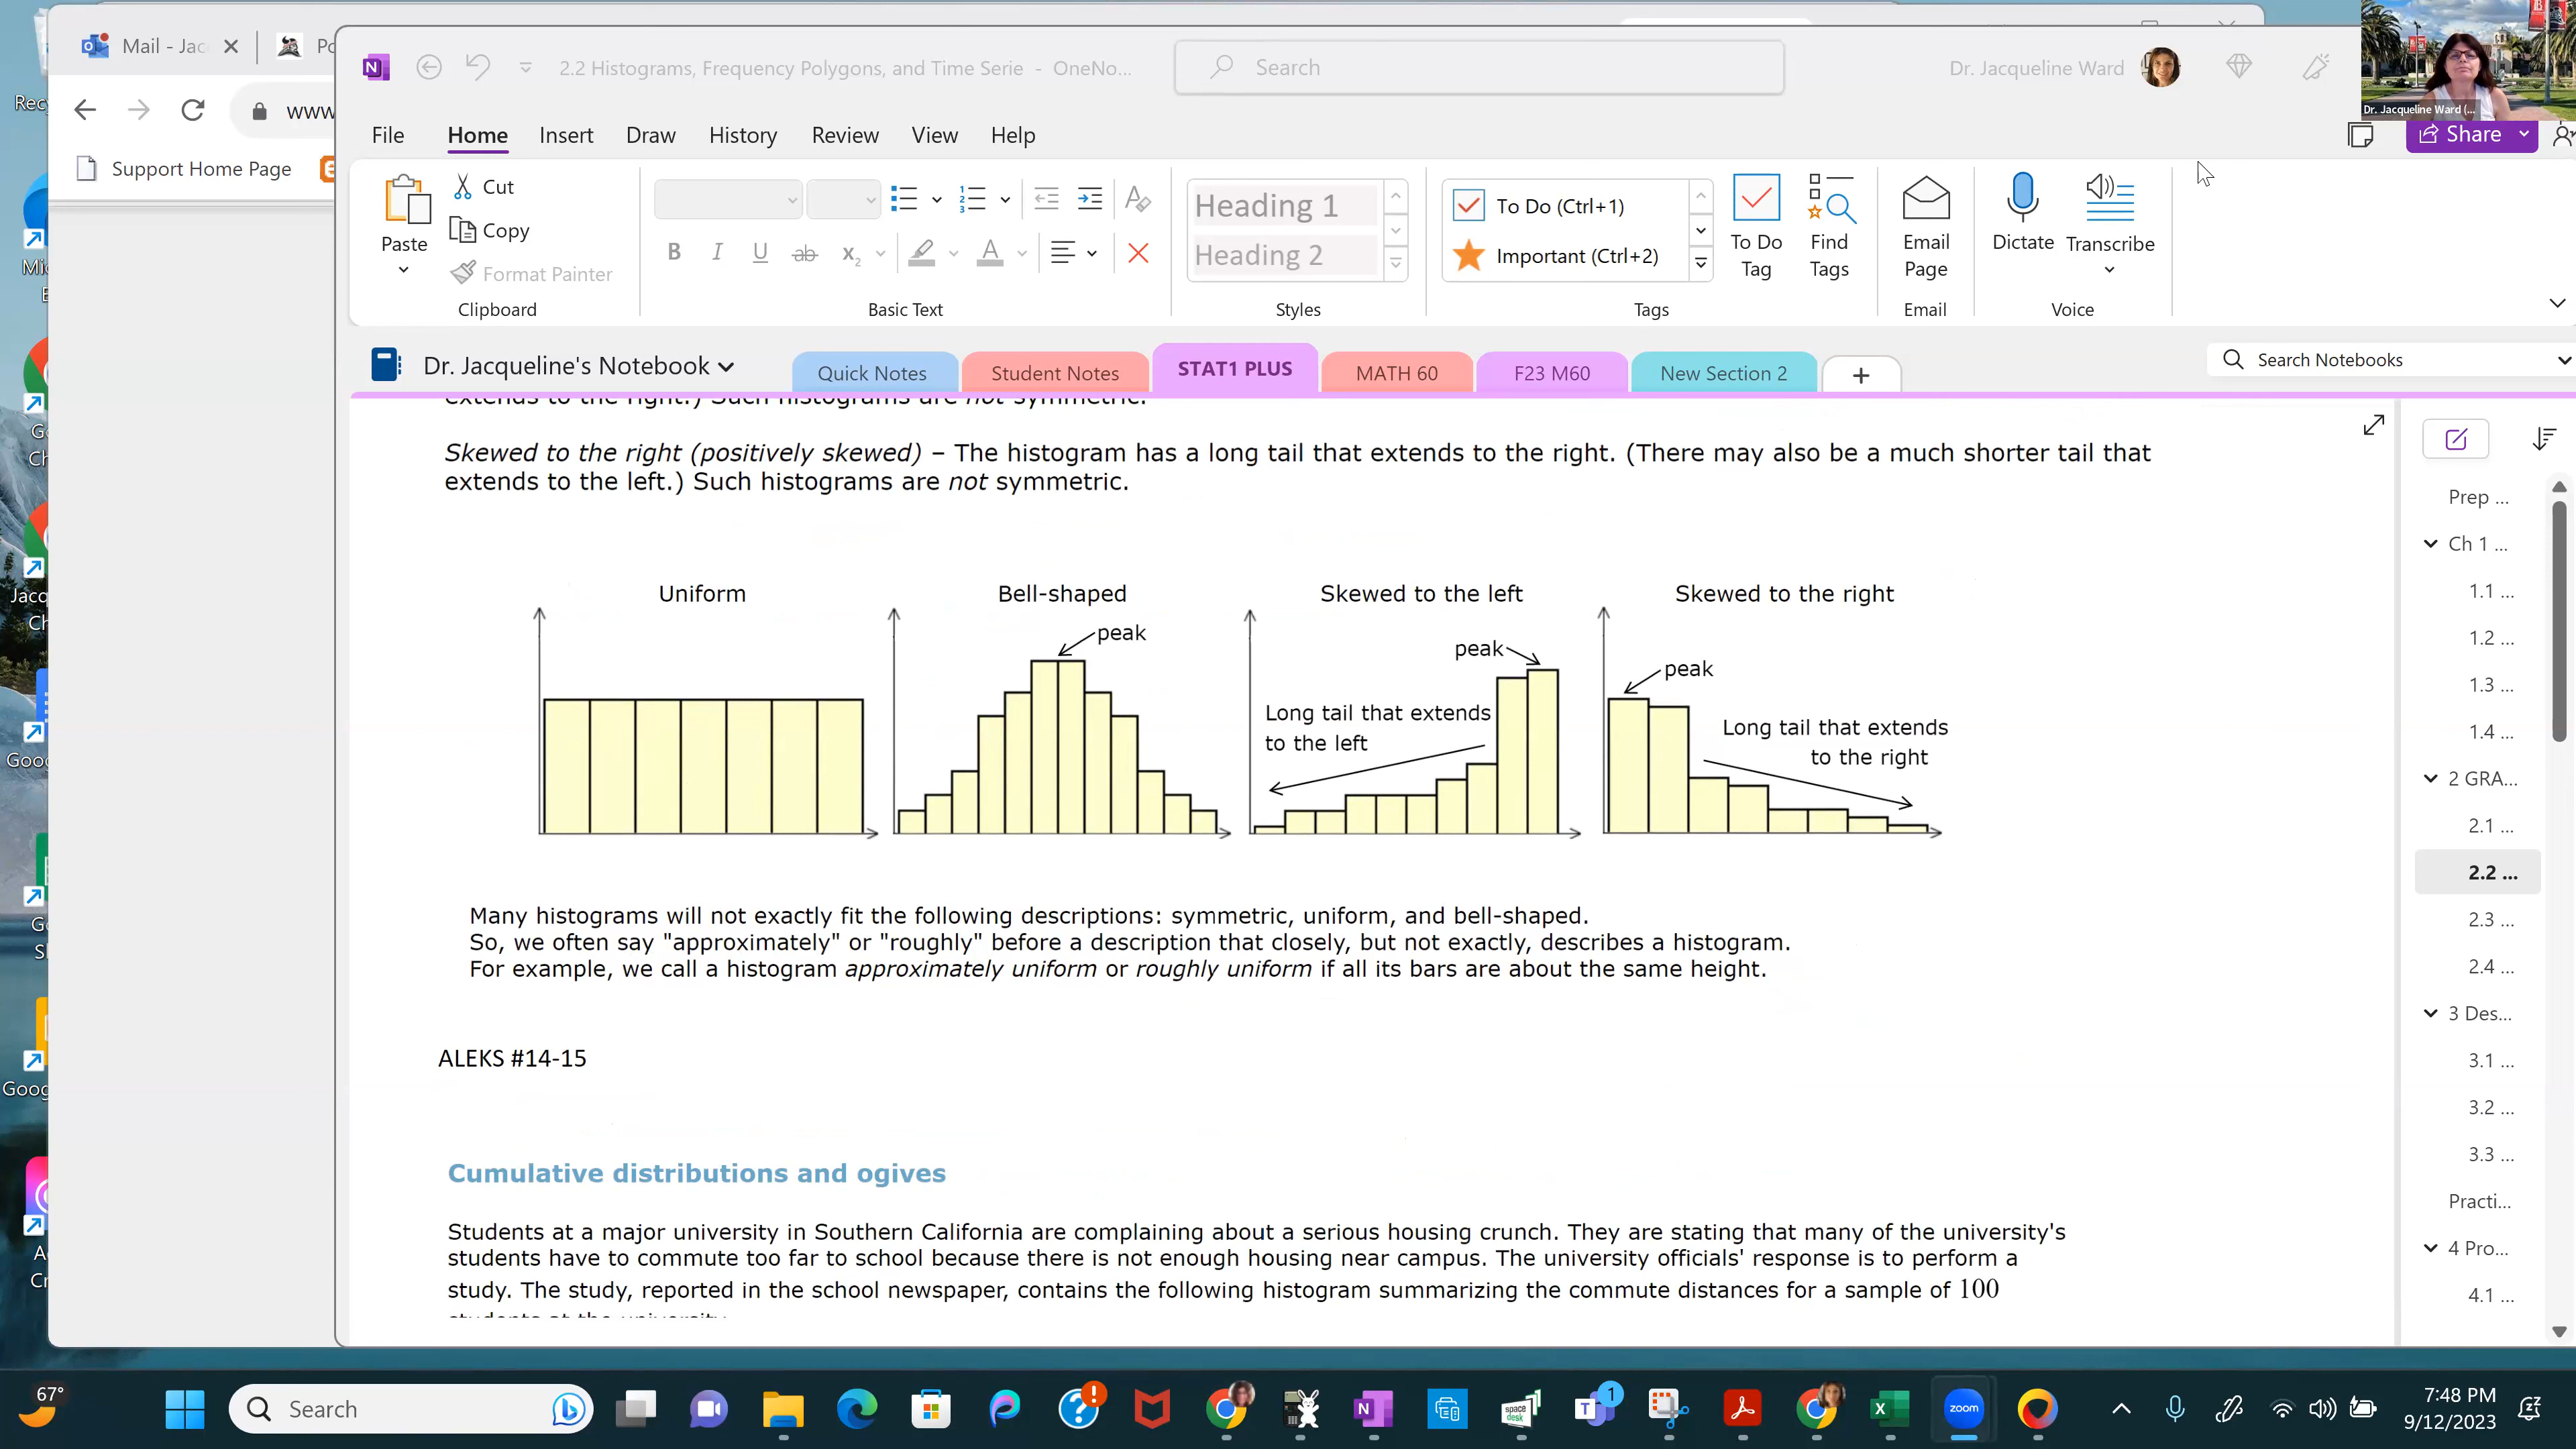 Mail - Jac
Po
www
Support Home Page
2.2 Histograms, Frequency Polygons, and Time Serie - OneNo...
Search
Dr. Jacqueline Ward
Dr. Jacqueline Ward (...
File Home Insert Draw History Review View Help
Share
Paste
Cut
Copy
Format Painter
Clipboard
Basic Text
Heading 1
Heading 2
Styles
To Do (Ctrl+1)
Important (Ctrl+2)
To Do Tag
Find Tags
Tags
Email Page
Email
Dictate
Transcribe
Voice
Dr. Jacqueline's Notebook
Quick Notes
Student Notes
STAT1 PLUS
MATH 60
F23 M60
New Section 2
Search Notebooks
extends to the right.) Such histograms are not symmetric.
Skewed to the right (positively skewed) – The histogram has a long tail that extends to the right. (There may also be a much shorter tail that
extends to the left.) Such histograms are not symmetric.
Uniform
Bell-shaped
peak
Skewed to the left
peak
Long tail that extends
to the left
Skewed to the right
peak
Long tail that extends
to the right
Many histograms will not exactly fit the following descriptions: symmetric, uniform, and bell-shaped.
So, we often say "approximately" or "roughly" before a description that closely, but not exactly, describes a histogram.
For example, we call a histogram approximately uniform or roughly uniform if all its bars are about the same height.
ALEKS #14-15
Cumulative distributions and ogives
Students at a major university in Southern California are complaining about a serious housing crunch. They are stating that many of the university's
students have to commute too far to school because there is not enough housing near campus. The university officials' response is to perform a
study. The study, reported in the school newspaper, contains the following histogram summarizing the commute distances for a sample of 100
Prep ...
Ch 1 ...
1.1 ...
1.2 ...
1.3 ...
1.4 ...
2 GRA...
2.1 ...
2.2 ...
2.3 ...
2.4 ...
3 Des...
3.1 ...
3.2 ...
3.3 ...
Practi...
4 Pro...
4.1 ...
67°
Search
7:48 PM
9/12/2023